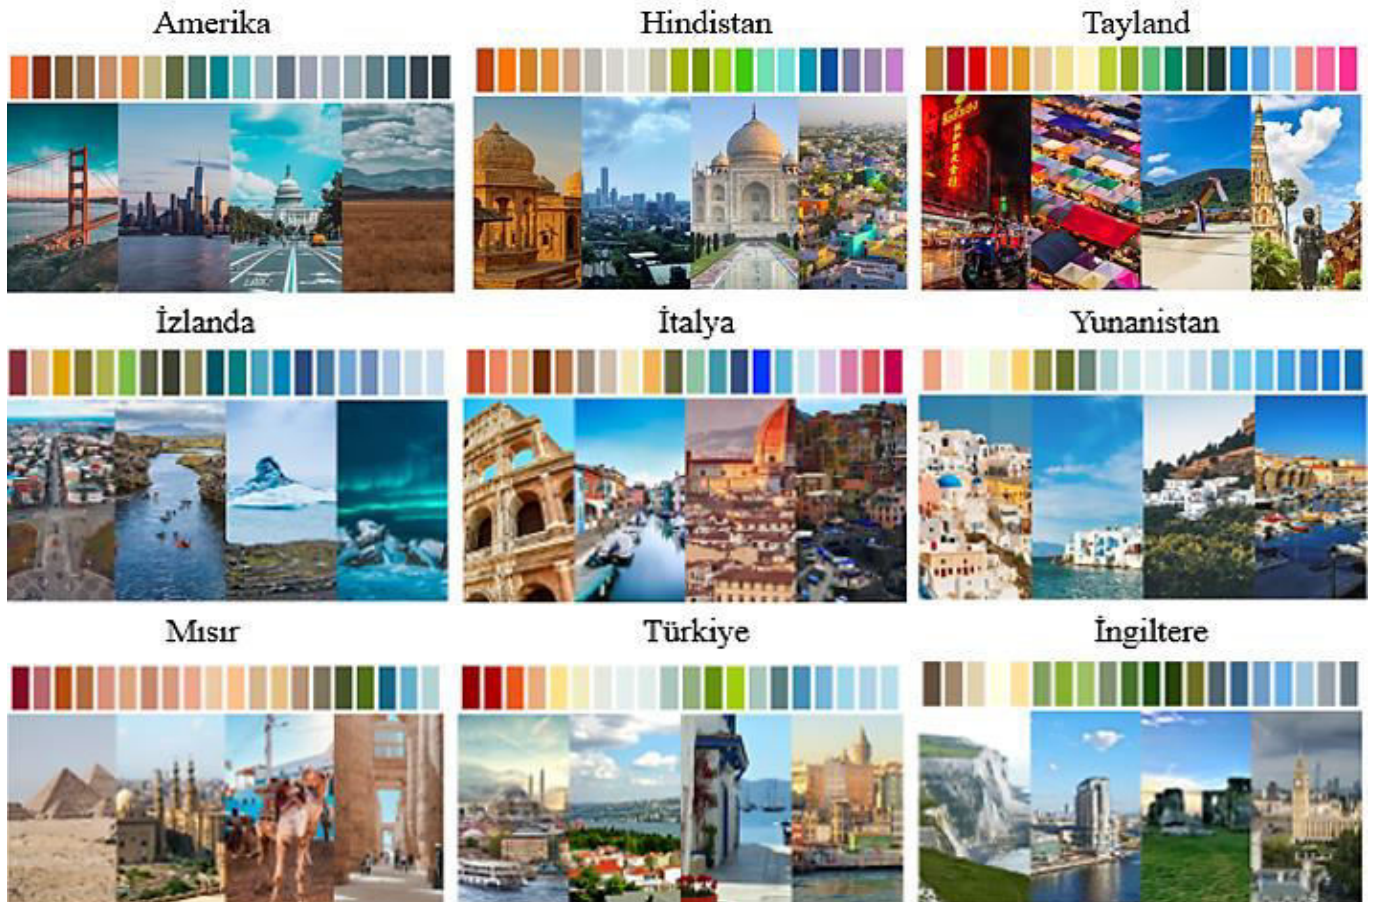 Amerika
Hindistan
Tayland
İzlanda
İtalya
Yunanistan
Mısır
Türkiye
İngiltere